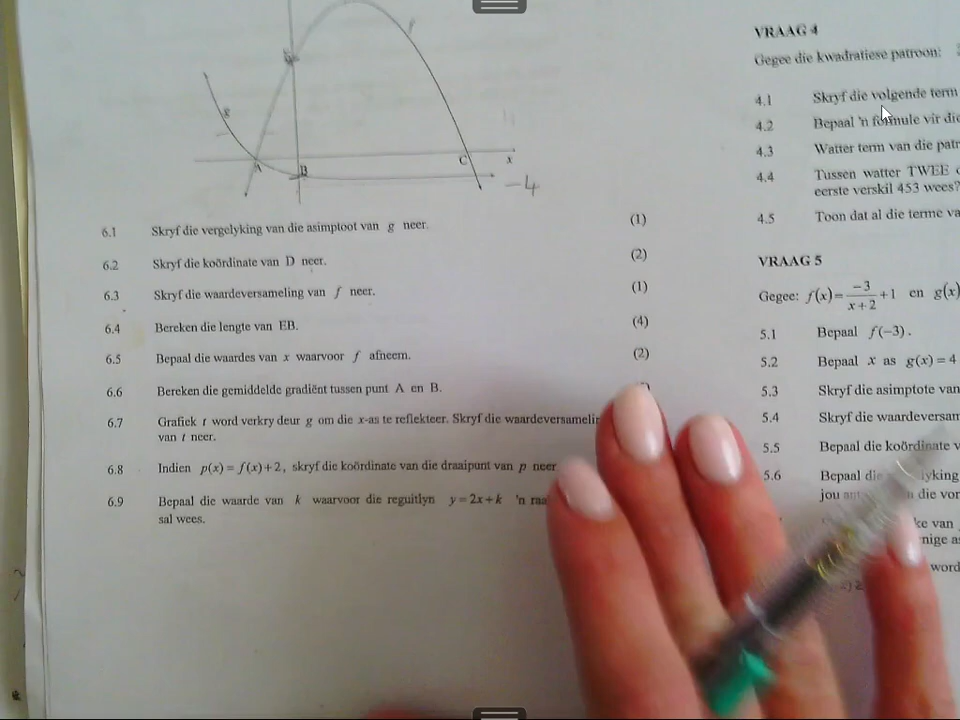 f
g
A
B
C
x
-4
6.1 Skryf die vergelyking van die asimptoot van g neer. (1)
6.2 Skryf die koördinate van D neer. (2)
6.3 Skryf die waardeversameling van f neer. (1)
6.4 Bereken die lengte van EB. (4)
6.5 Bepaal die waardes van x waarvoor f afneem. (2)
6.6 Bereken die gemiddelde gradiënt tussen punt A en B.
6.7 Grafiek t word verkry deur g om die x-as te reflekteer. Skryf die
van t neer.
6.8 Indien p(x) = f(x)+2, skryf die koördinate van die draaipunt van p neer
6.9 Bepaal die waarde van k waarvoor die reguitlyn y = 2x+k 'n
sal wees.
VRAAG 4
Gegee die kwadratiese patroon:
4.1 Skryf die volgende term
4.2 Bepaal 'n formule vir die
4.3 Watter term van die
4.4 Tussen watter TWEE
eerste verskil 453 wees?
4.5 Toon dat al die terme
VRAAG 5
Gegee: f(x) = -3/(x+2) + 1 en g(x)
5.1 Bepaal f(-3).
5.2 Bepaal x as g(x) = 4
5.3 Skryf die asimptote van
5.4 Skryf die
5.5 Bepaal die koördinate
5.6 Bepaal
jou die
van
word